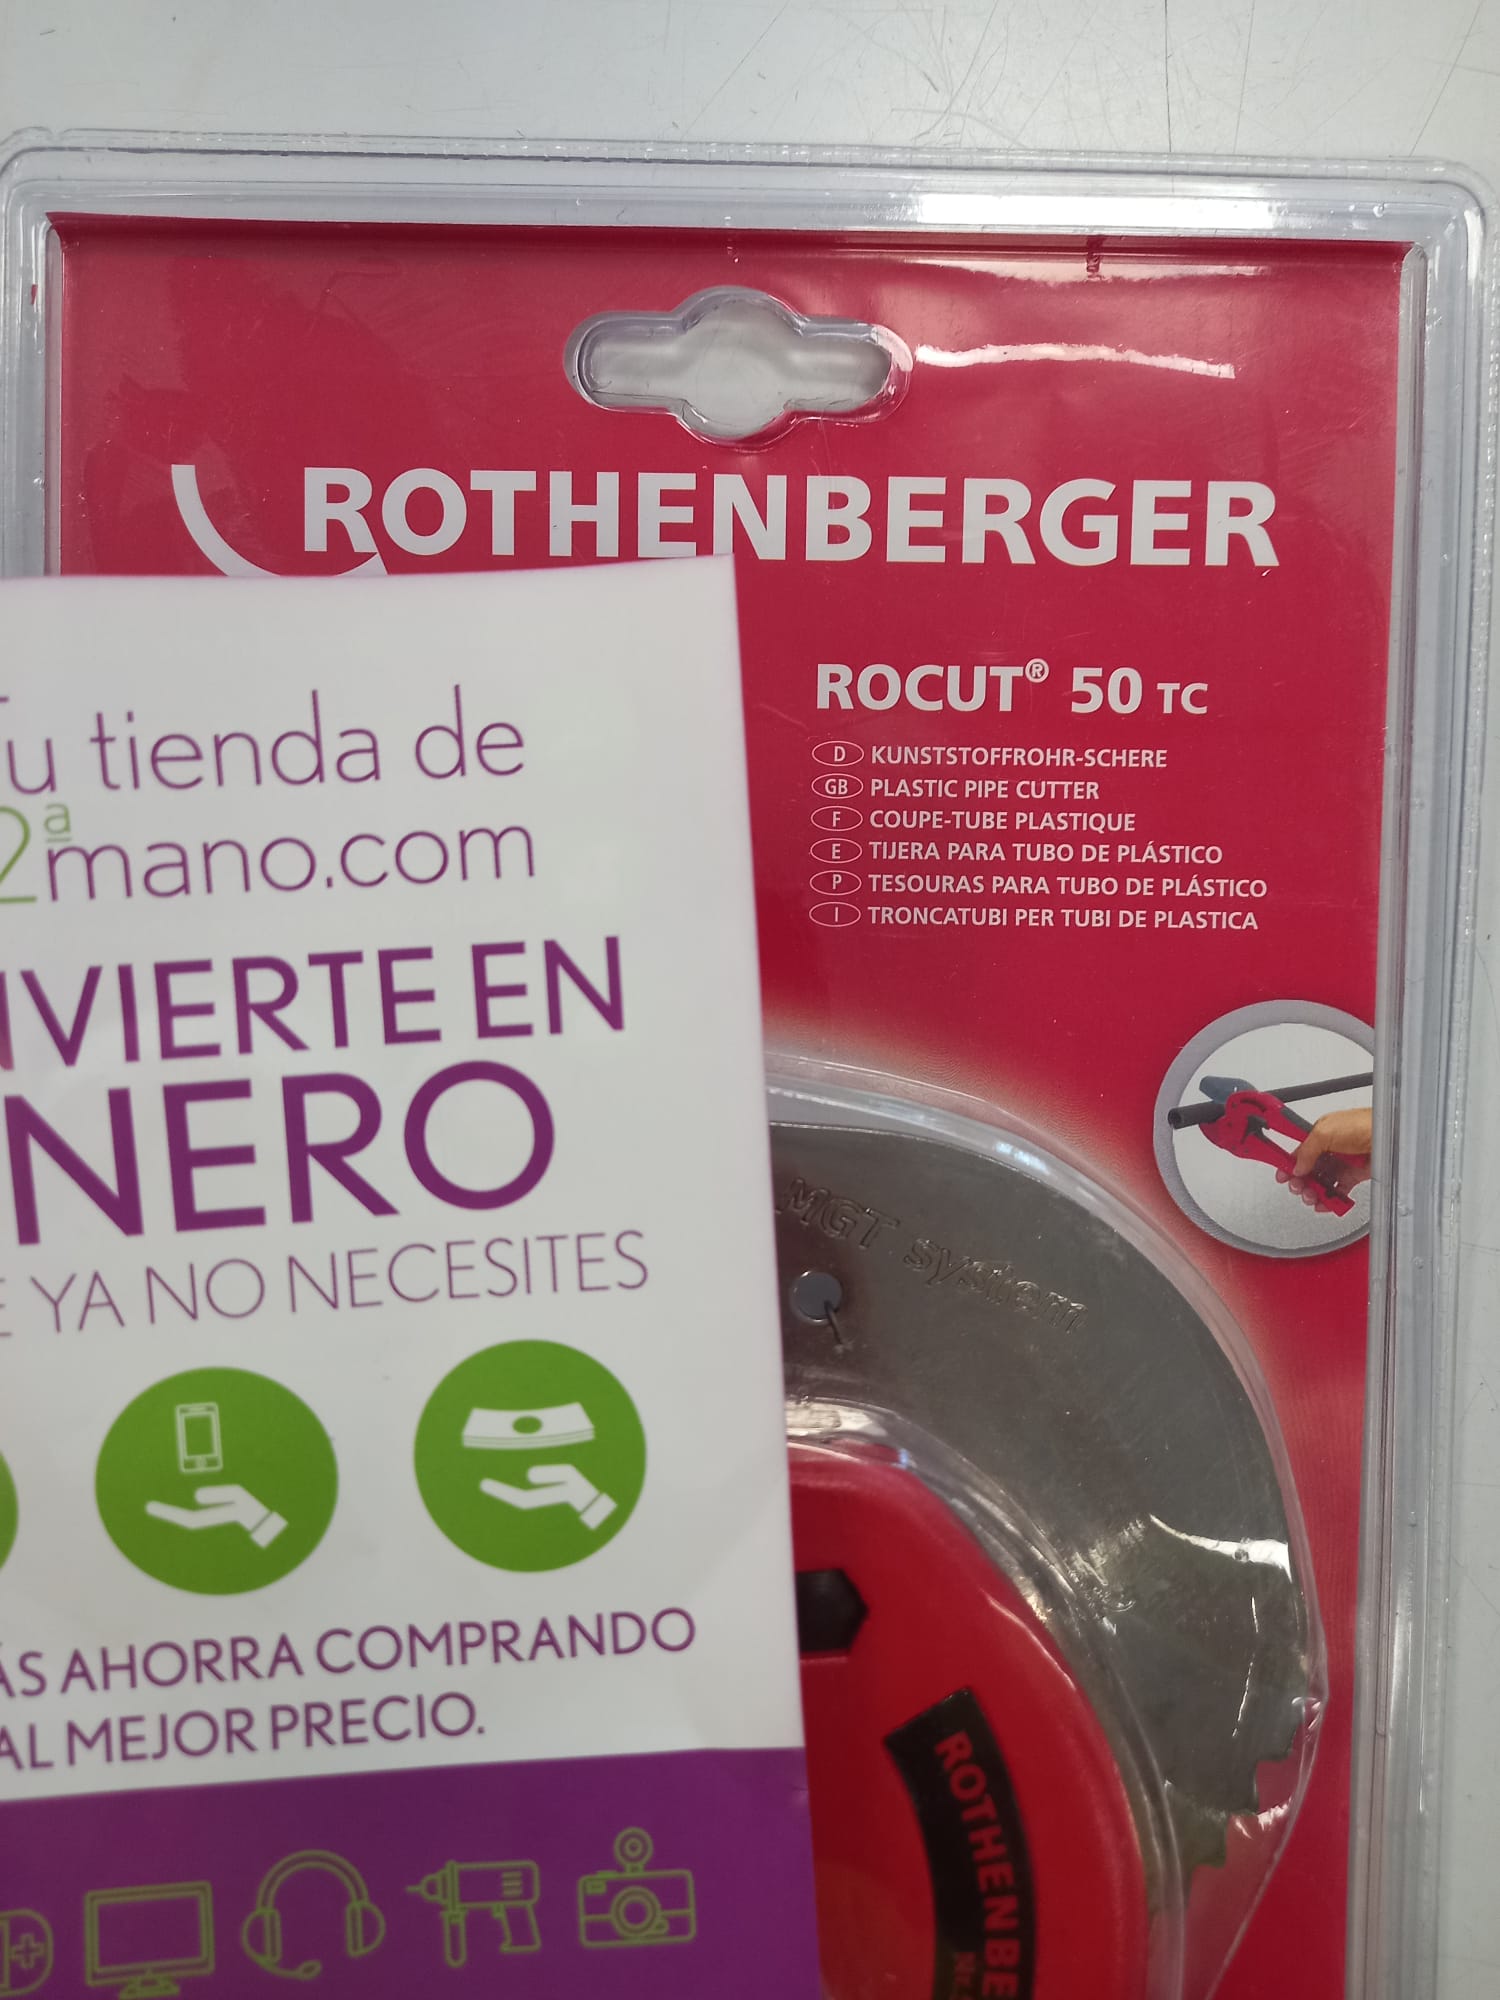 ROTHENBERGER
ROCUT® 50 TC
D KUNSTSTOFFROHR-SCHERE
GB PLASTIC PIPE CUTTER
F COUPE-TUBE PLASTIQUE
E TIJERA PARA TUBO DE PLÁSTICO
P TESOURAS PARA TUBO DE PLÁSTICO
I TRONCATUBI PER TUBI DE PLASTICA
Tu tienda de
2ªmano.com
NVIERTE EN
NERO
E YA NO NECESITES
ÁS AHORRA COMPRANDO
AL MEJOR PRECIO.
MGT system
ROTHENBE